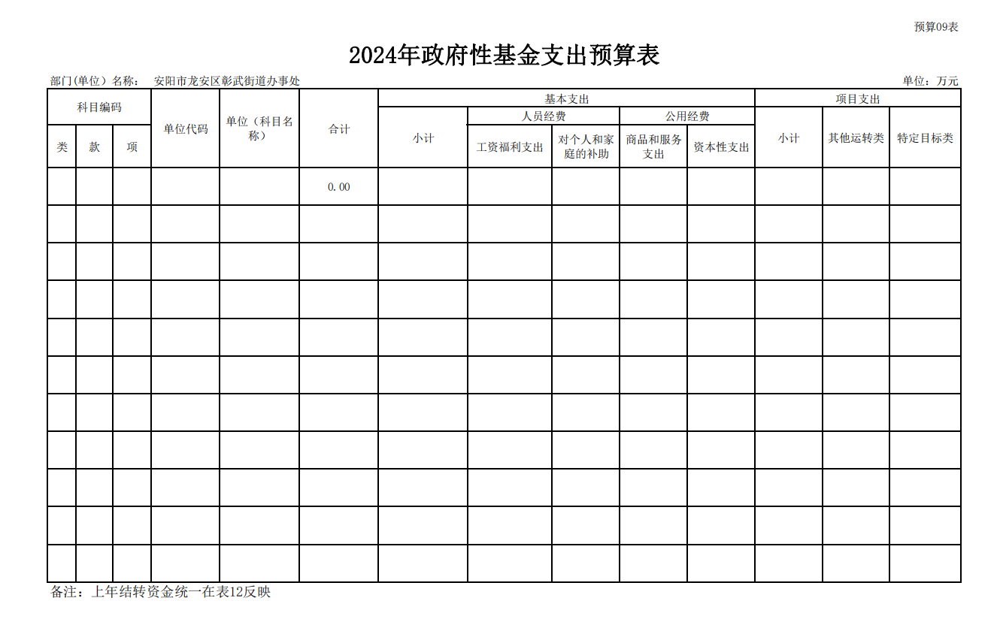 预算09表
2024年政府性基金支出预算表
部门(单位）名称： 安阳市龙安区彰武街道办事处 单位：万元
科目编码 单位代码 单位（科目名称） 合计 基本支出 项目支出
小计 人员经费 公用经费 小计 其他运转类 特定目标类
类 款 项 工资福利支出 对个人和家庭的补助 商品和服务支出 资本性支出
0.00
备注：上年结转资金统一在表12反映